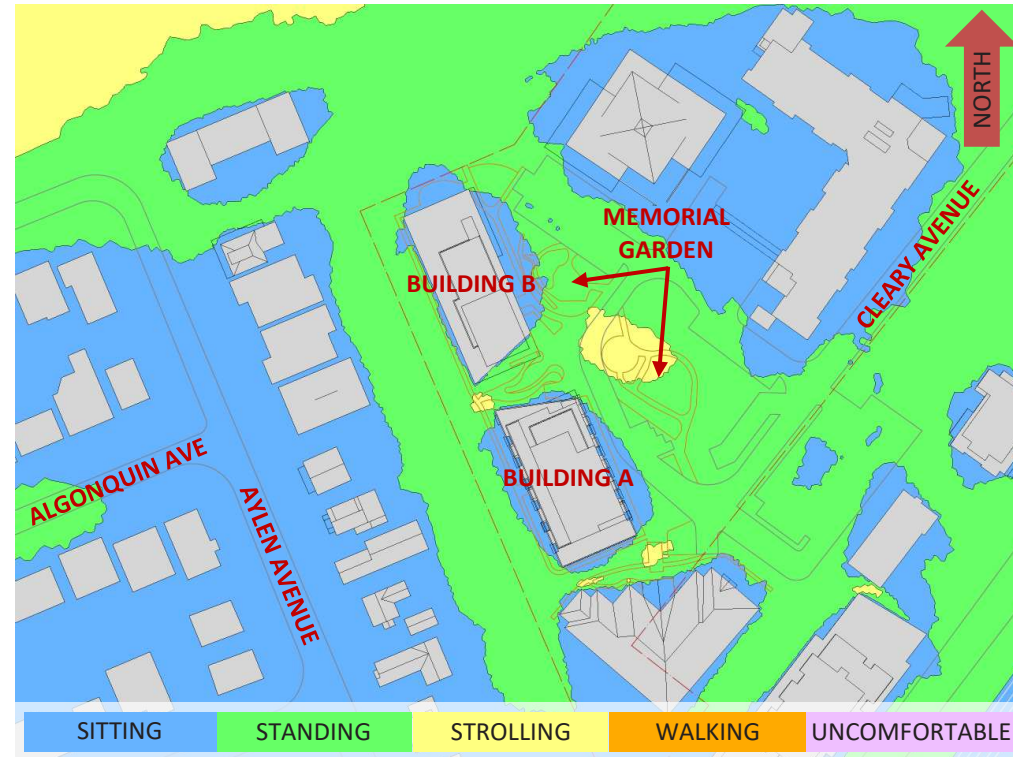 NORTH
MEMORIAL
GARDEN
CLEARY AVENUE
BUILDING B
BUILDING A
ALGONQUIN AVE
AYLEN AVENUE
SITTING
STANDING
STROLLING
WALKING
UNCOMFORTABLE